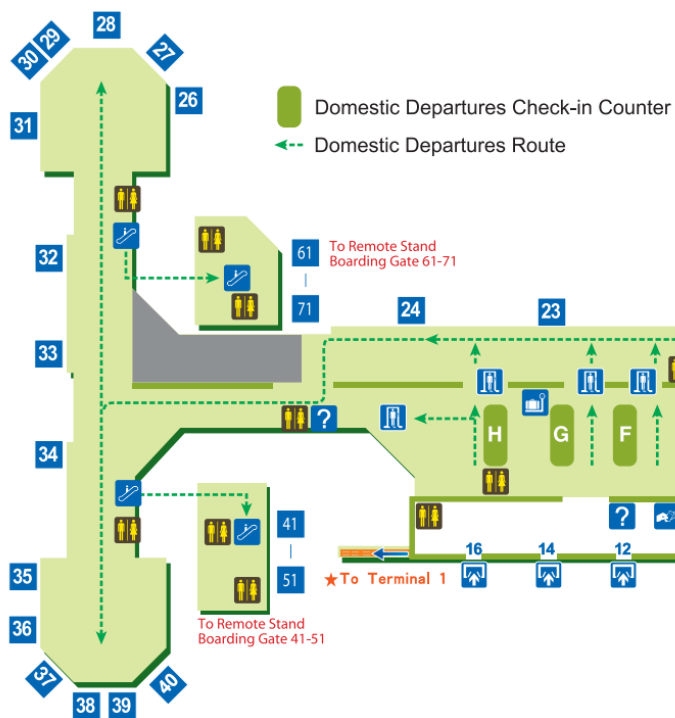 28
29
30
27
26
31
Domestic Departures Check-in Counter
Domestic Departures Route
32
61
To Remote Stand
Boarding Gate 61-71
71
24
23
33
?
H
G
F
34
41
51
?
16
14
12
★To Terminal 1
35
36
To Remote Stand
Boarding Gate 41-51
37
38
39
40